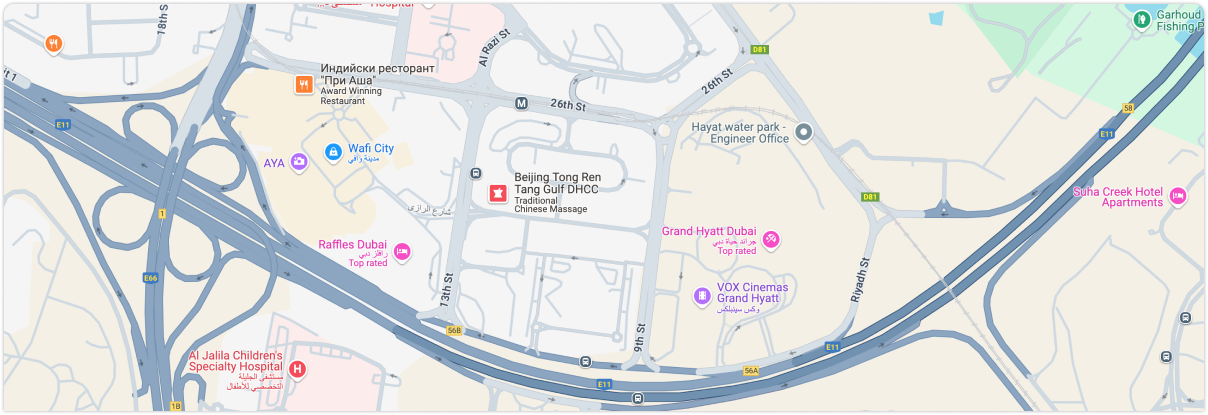 18th St
Hospital
Al Razi St
D81
Garhoud
Fishing P
Индийски ресторант
"При Аша"
Award Winning
Restaurant
26th St
M
26th St
58
E11
E11
Hayat water park -
Engineer Office
Wafi City
مدينة وافي
AYA
Beijing Tong Ren
Tang Gulf DHCC
Traditional
Chinese Massage
D81
Suha Creek Hotel
Apartments
شارع الرازي
1
Raffles Dubai
رافلز دبي
Top rated
Grand Hyatt Dubai
جراند حياة دبي
Top rated
E66
13th St
VOX Cinemas
Grand Hyatt
وكس سينيلكس
Riyadh St
56B
9th St
E11
Al Jalila Children's
Specialty Hospital
مستشفى الجليلة
التخصصي للأطفال
H
56A
E11
1B